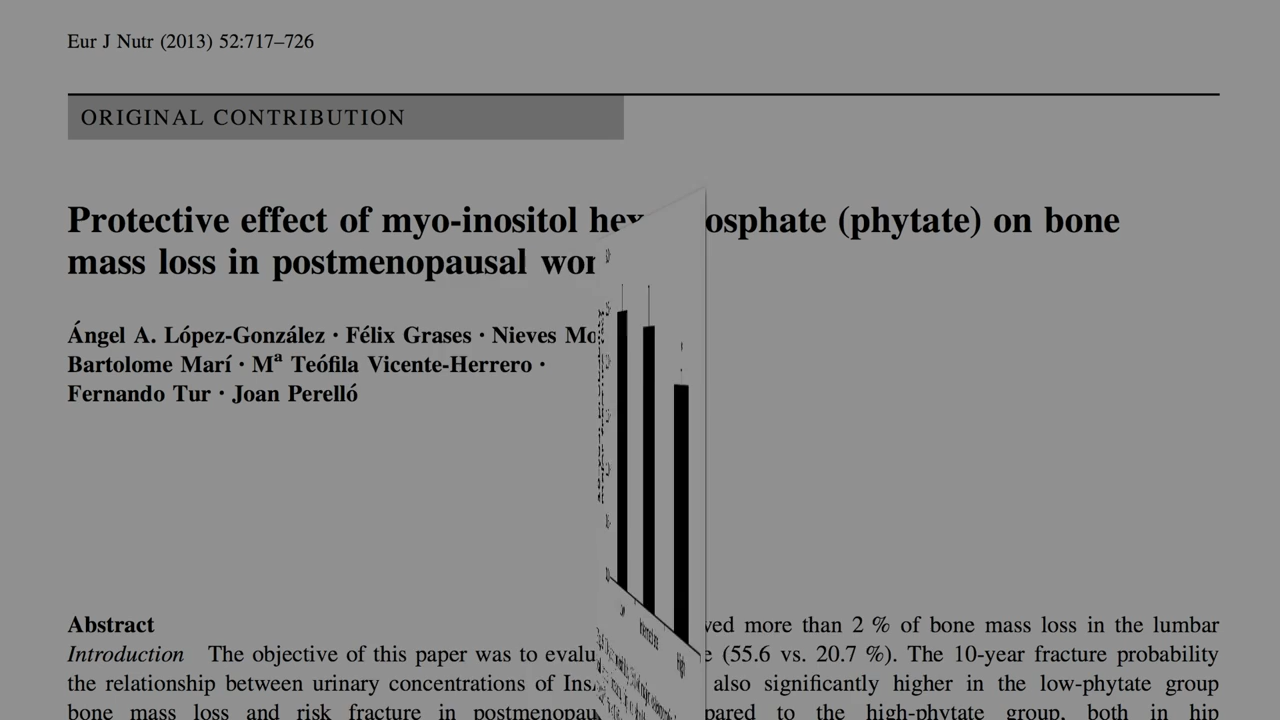 Eur J Nutr (2013) 52:717–726
ORIGINAL CONTRIBUTION
Protective effect of myo-inositol hex osphate (phytate) on bone
mass loss in postmenopausal wor
Ángel A. López-González · Félix Grases · Nieves Mo
Bartolome Marí · Mª Teófila Vicente-Herrero ·
Fernando Tur · Joan Perelló
Abstract
Introduction The objective of this paper was to evalu
the relationship between urinary concentrations of Ins
bone mass loss and risk fracture in postmenopau
ved more than 2 % of bone mass loss in the lumbar
e (55.6 vs. 20.7 %). The 10-year fracture probability
also significantly higher in the low-phytate group
pared to the high-phytate group, both in hip
Low
Intermediate
High